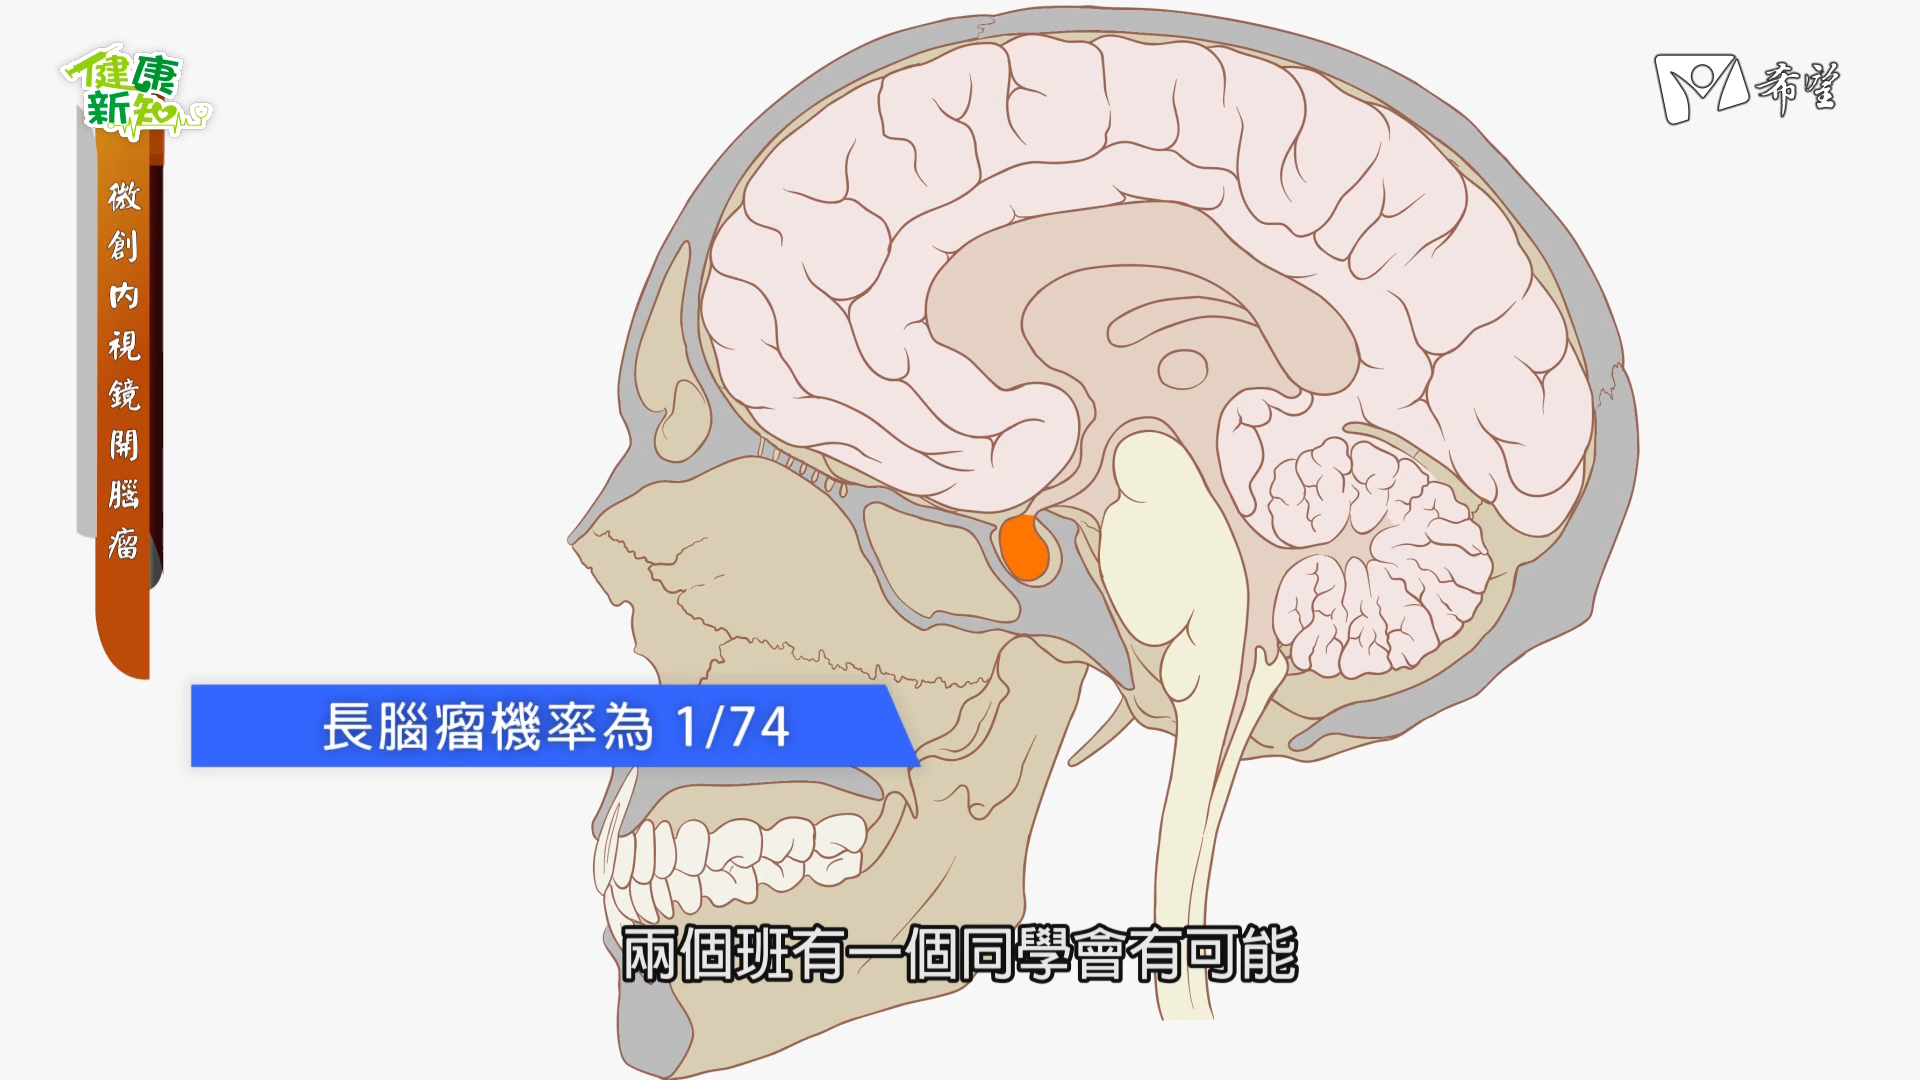 健康
新知
希望
微創內視鏡開腦瘤
長腦瘤機率為 1/74
兩個班有一個同學會有可能